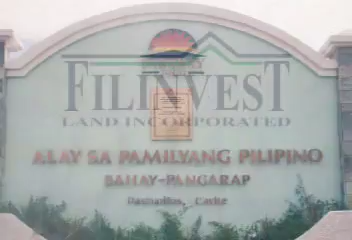 FILINVEST
LAND INCORPORATED
ALAY SA PAMILYANG PILIPINO
BAHAY-PANGARAP
Dasmariñas, Cavite